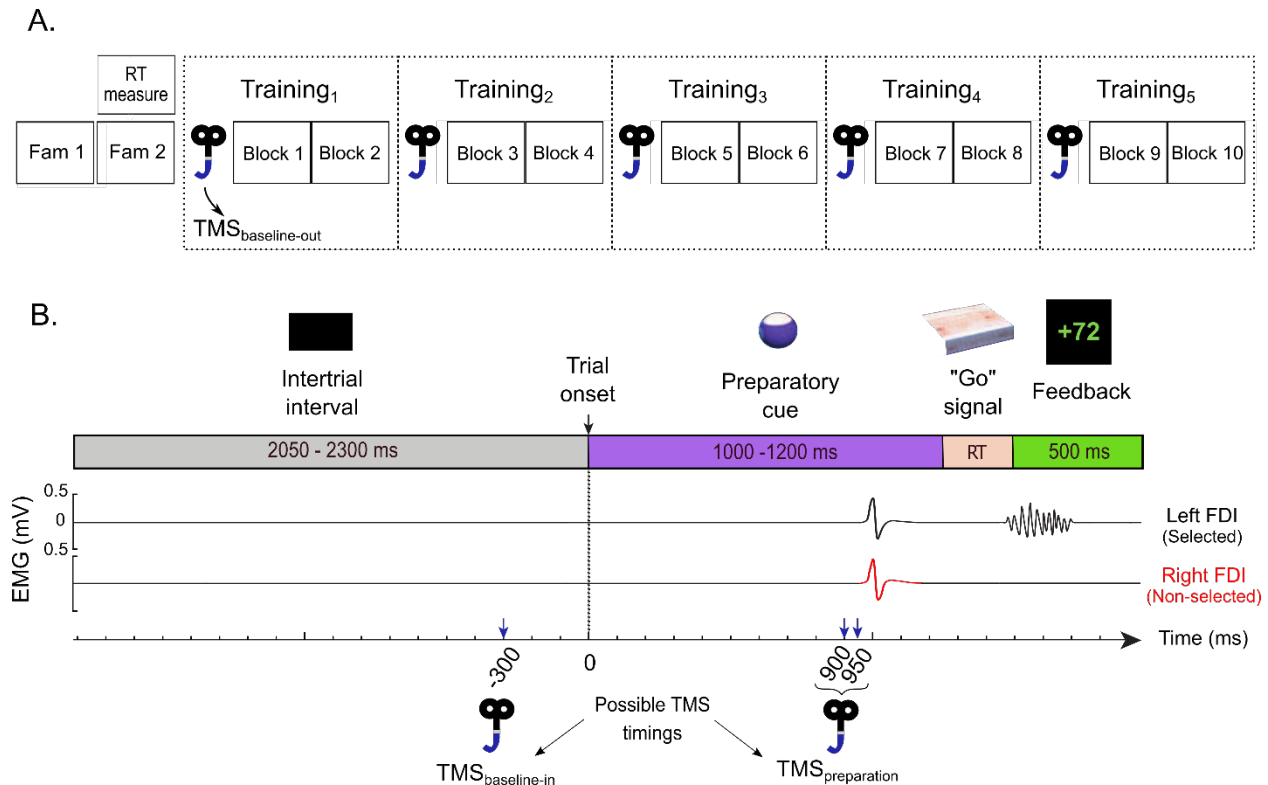 A.
RT
measure
Training₁
Training₂
Training₃
Training₄
Training₅
Fam 1
Fam 2
Block 1
Block 2
Block 3
Block 4
Block 5
Block 6
Block 7
Block 8
Block 9
Block 10
TMSbaseline-out
B.
+72
Intertrial
interval
Trial
onset
Preparatory
cue
"Go"
signal
Feedback
2050 - 2300 ms
1000 -1200 ms
RT
500 ms
EMG (mV)
0.5
0
0.5
Left FDI
(Selected)
Right FDI
(Non-selected)
Time (ms)
-300
0
900
950
Possible TMS
timings
TMSbaseline-in
TMSpreparation